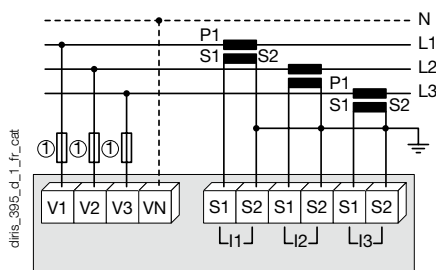 N
P1
L1
S1 S2
L2
P1
L3
S1 S2
1 1 1
V1 V2 V3 VN S1 S2 S1 S2 S1 S2
I1 I2 I3
diris_395_d_1_fr_cat